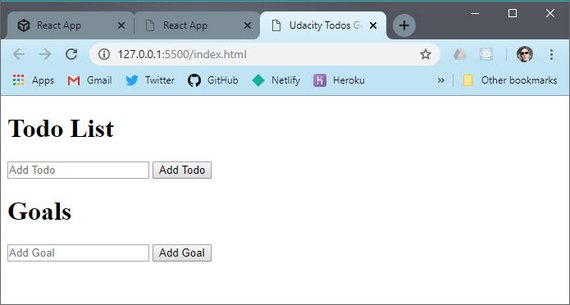 React App React App Udacity Todos G
127.0.0.1:5500/index.html
Apps Gmail Twitter GitHub Netlify Heroku » Other bookmarks
Todo List
Add Todo Add Todo
Goals
Add Goal Add Goal